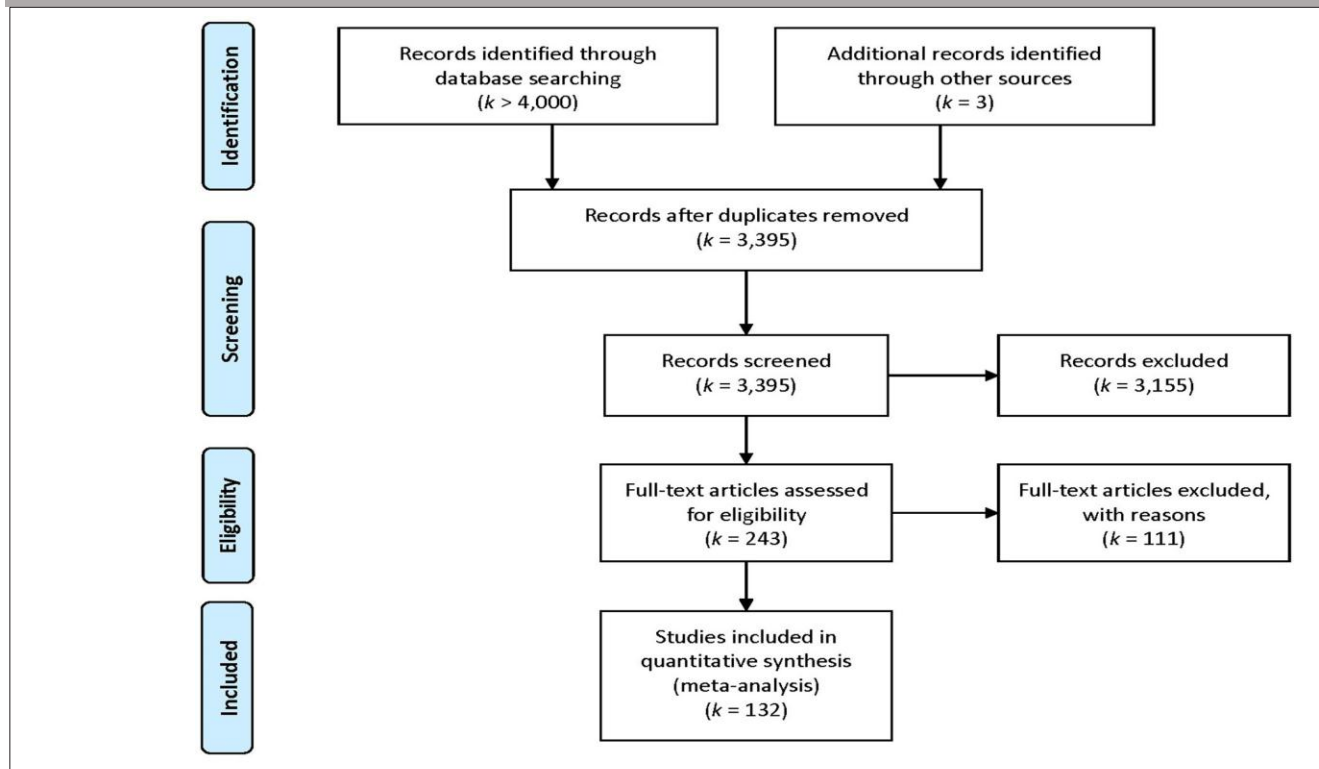 Identification
Records identified through
database searching
(k > 4,000)
Additional records identified
through other sources
(k = 3)
Records after duplicates removed
(k = 3,395)
Screening
Records screened
(k = 3,395)
Records excluded
(k = 3,155)
Eligibility
Full-text articles assessed
for eligibility
(k = 243)
Full-text articles excluded,
with reasons
(k = 111)
Included
Studies included in
quantitative synthesis
(meta-analysis)
(k = 132)